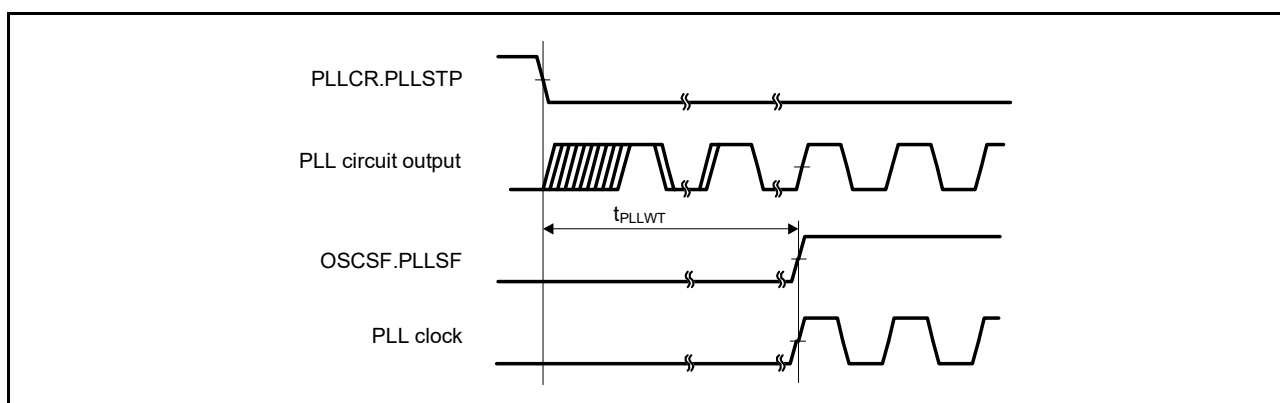 PLLCR.PLLSTP
PLL circuit output
tPLLWT
OSCSF.PLLSF
PLL clock